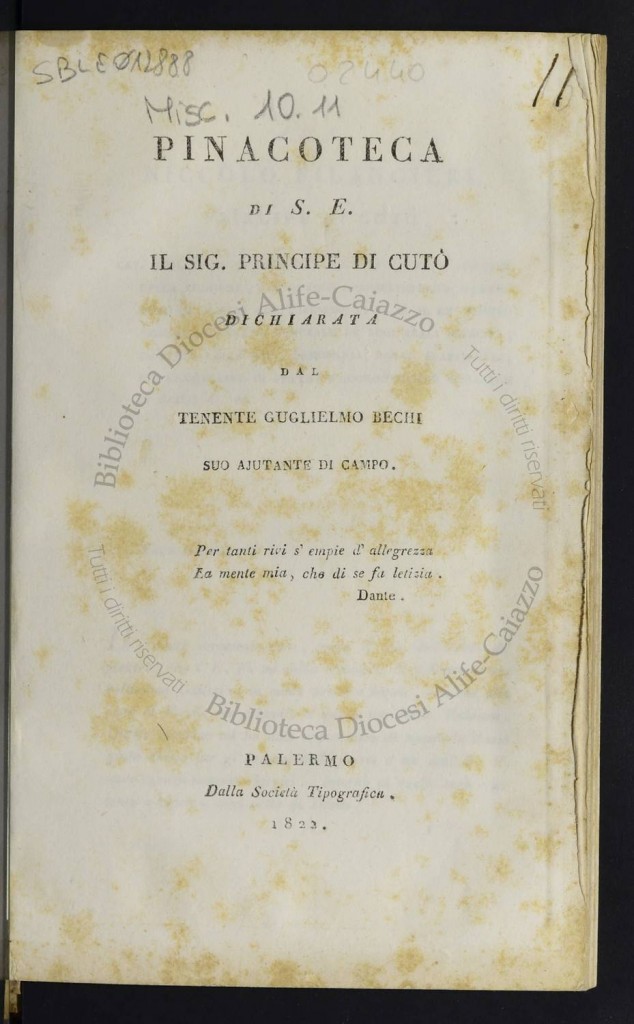 SBLE012888
02440
11
Misc. 10.11
PINACOTECA
DI S. E.
IL SIG. PRINCIPE DI CUTÒ
DICHIARATA
DAL
TENENTE GUGLIELMO BECHI
SUO AJUTANTE DI CAMPO.
Per tanti rivi s' empie d' allegrezza
La mente mia, che di se fa letizia.
Dante.
PALERMO
Dalla Società Tipografica.
1822.
Biblioteca Diocesi Alife-Caiazzo
Tutti i diritti riservati
Tutti i diritti riservati
Biblioteca Diocesi Alife-Caiazzo